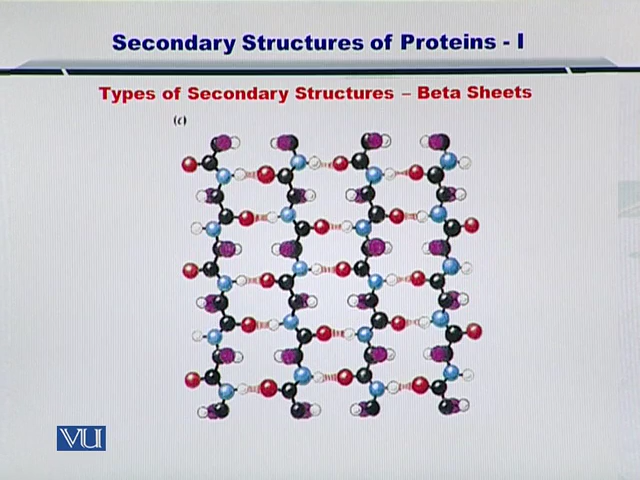 Secondary Structures of Proteins - I
Types of Secondary Structures – Beta Sheets
(c)
VU